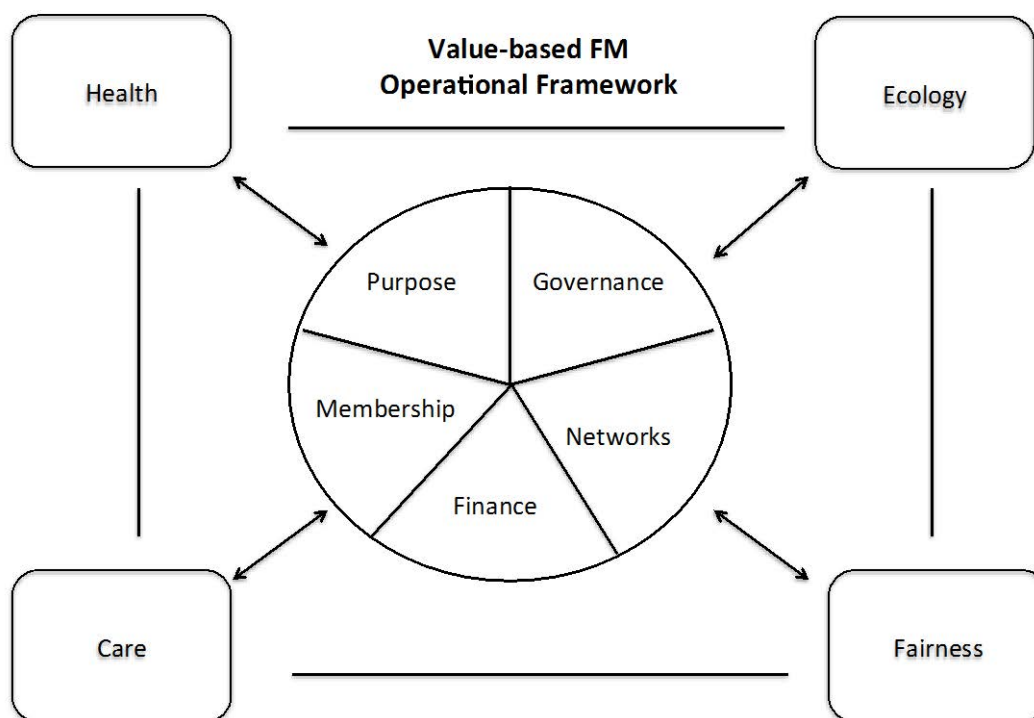 Value-based FM
Operational Framework
Health
Ecology
Purpose
Governance
Membership
Networks
Finance
Care
Fairness